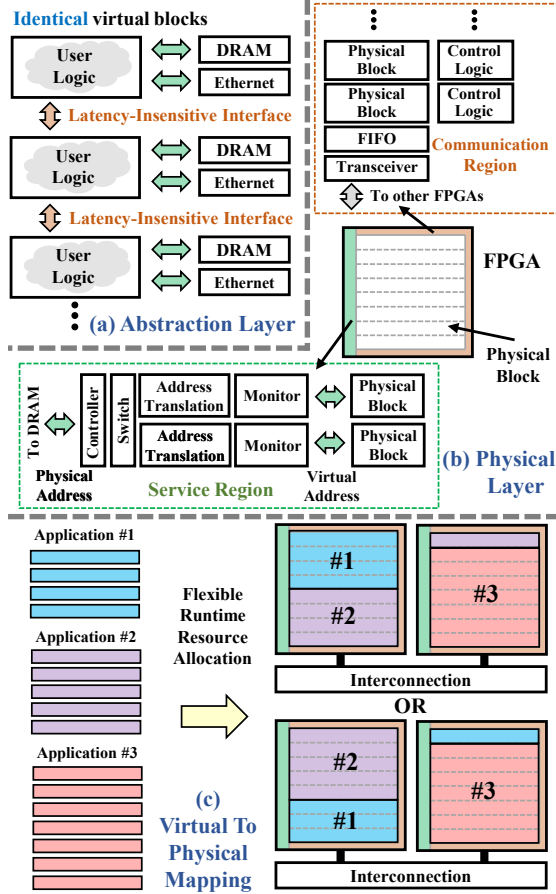 Identical virtual blocks
User
Logic
DRAM
Ethernet
Latency-Insensitive Interface
User
Logic
DRAM
Ethernet
Latency-Insensitive Interface
User
Logic
DRAM
Ethernet
(a) Abstraction Layer
Physical
Block
Control
Logic
Physical
Block
Control
Logic
FIFO
Transceiver
Communication
Region
To other FPGAs
FPGA
Physical
Block
To DRAM
Controller
Switch
Address
Translation
Monitor
Physical
Block
Address
Translation
Monitor
Physical
Block
Physical
Address
Service Region
Virtual
Address
(b) Physical
Layer
Application #1
Application #2
Application #3
Flexible
Runtime
Resource
Allocation
#1
#2
#3
Interconnection
OR
#2
#1
#3
Interconnection
(c)
Virtual To
Physical
Mapping